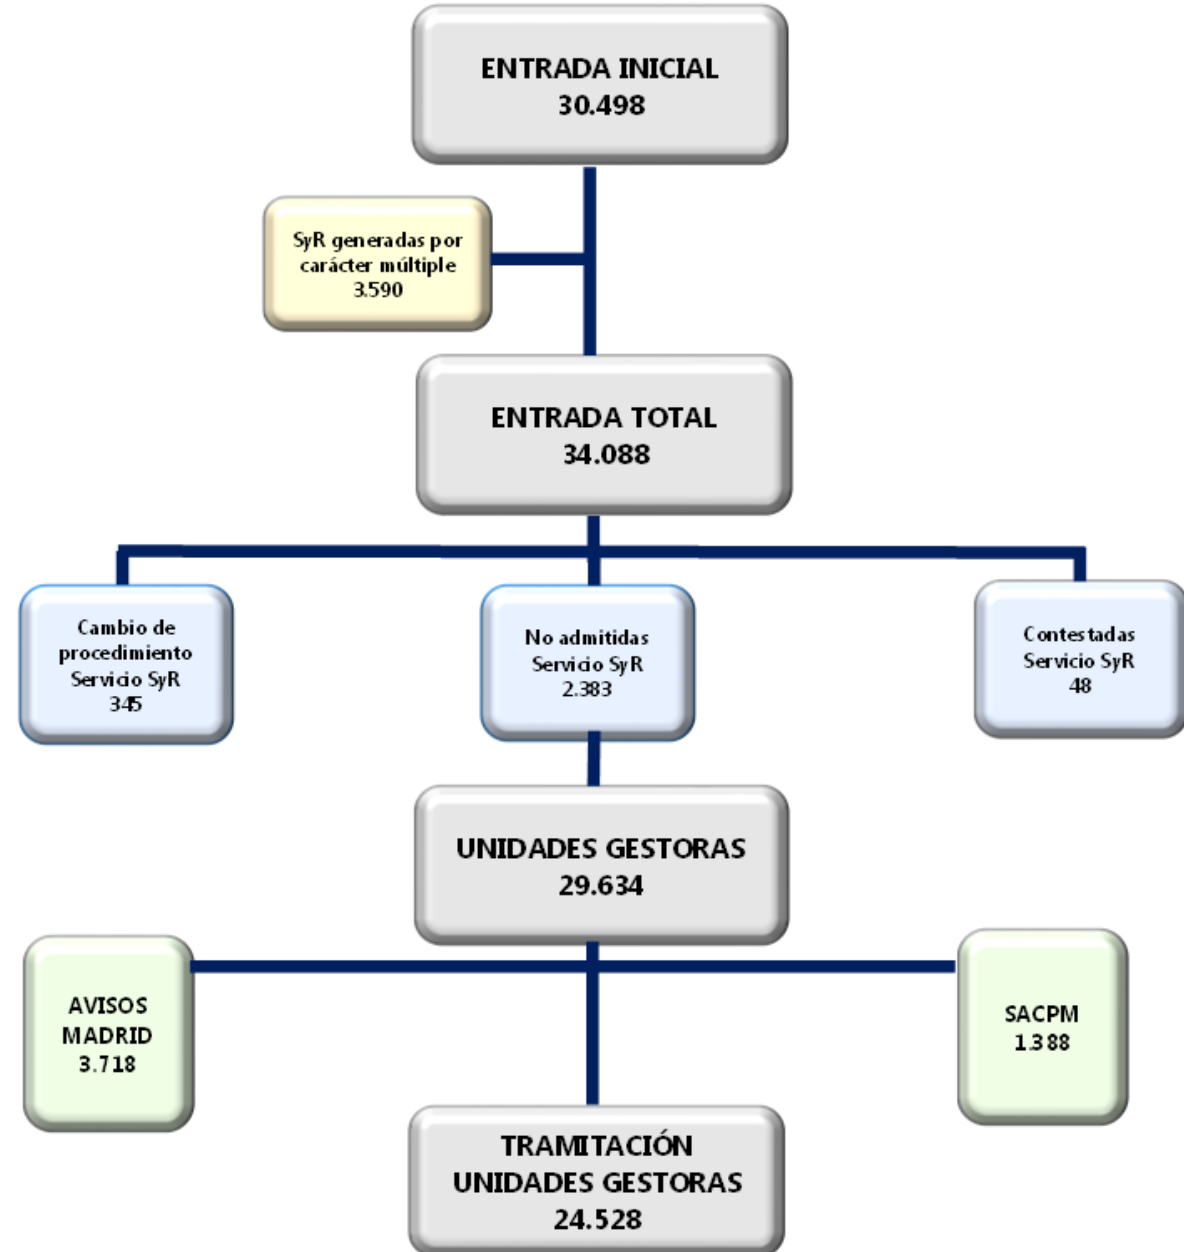 ENTRADA INICIAL
30.498
SyR generadas por
carácter múltiple
3.590
ENTRADA TOTAL
34.088
Cambio de
procedimiento
Servicio SyR
345
No admitidas
Servicio SyR
2.383
Contestadas
Servicio SyR
48
UNIDADES GESTORAS
29.634
AVISOS
MADRID
3.718
SACPM
1.388
TRAMITACIÓN
UNIDADES GESTORAS
24.528